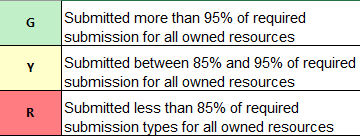 G
Submitted more than 95% of required
submission for all owned resources
Y
Submitted between 85% and 95% of required
submission for all owned resources
R
Submitted less than 85% of required
submission types for all owned resources